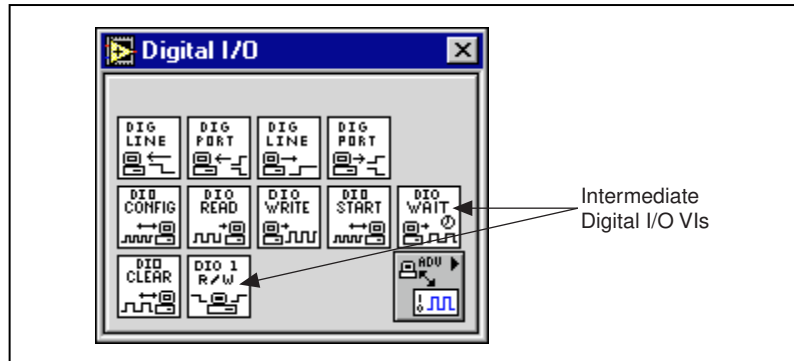 Digital I/O
DIG LINE
DIG PORT
DIG LINE
DIG PORT
DIO CONFIG
DIO READ
DIO WRITE
DIO START
DIO WAIT
Intermediate
Digital I/O VIs
DIO CLEAR
DIO 1 R/W
ADV